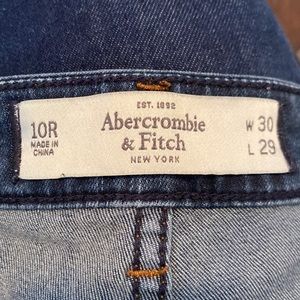 EST. 1892
10R
MADE IN
CHINA
Abercrombie
& Fitch
NEW YORK
W 30
L 29